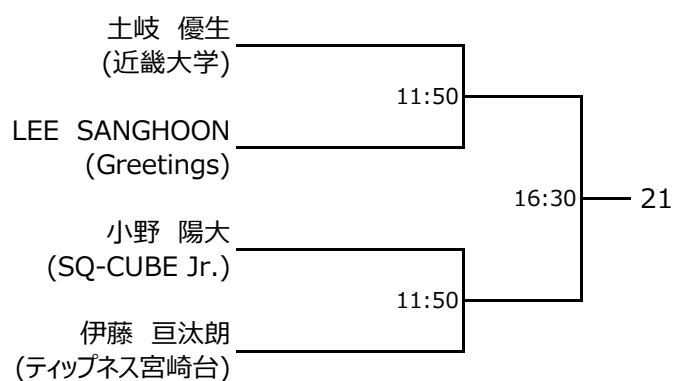 土岐 優生
(近畿大学)
11:50
LEE SANGHOON
(Greetings)
16:30
21
小野 陽大
(SQ-CUBE Jr.)
11:50
伊藤 亘汰朗
(ティップネス宮崎台)